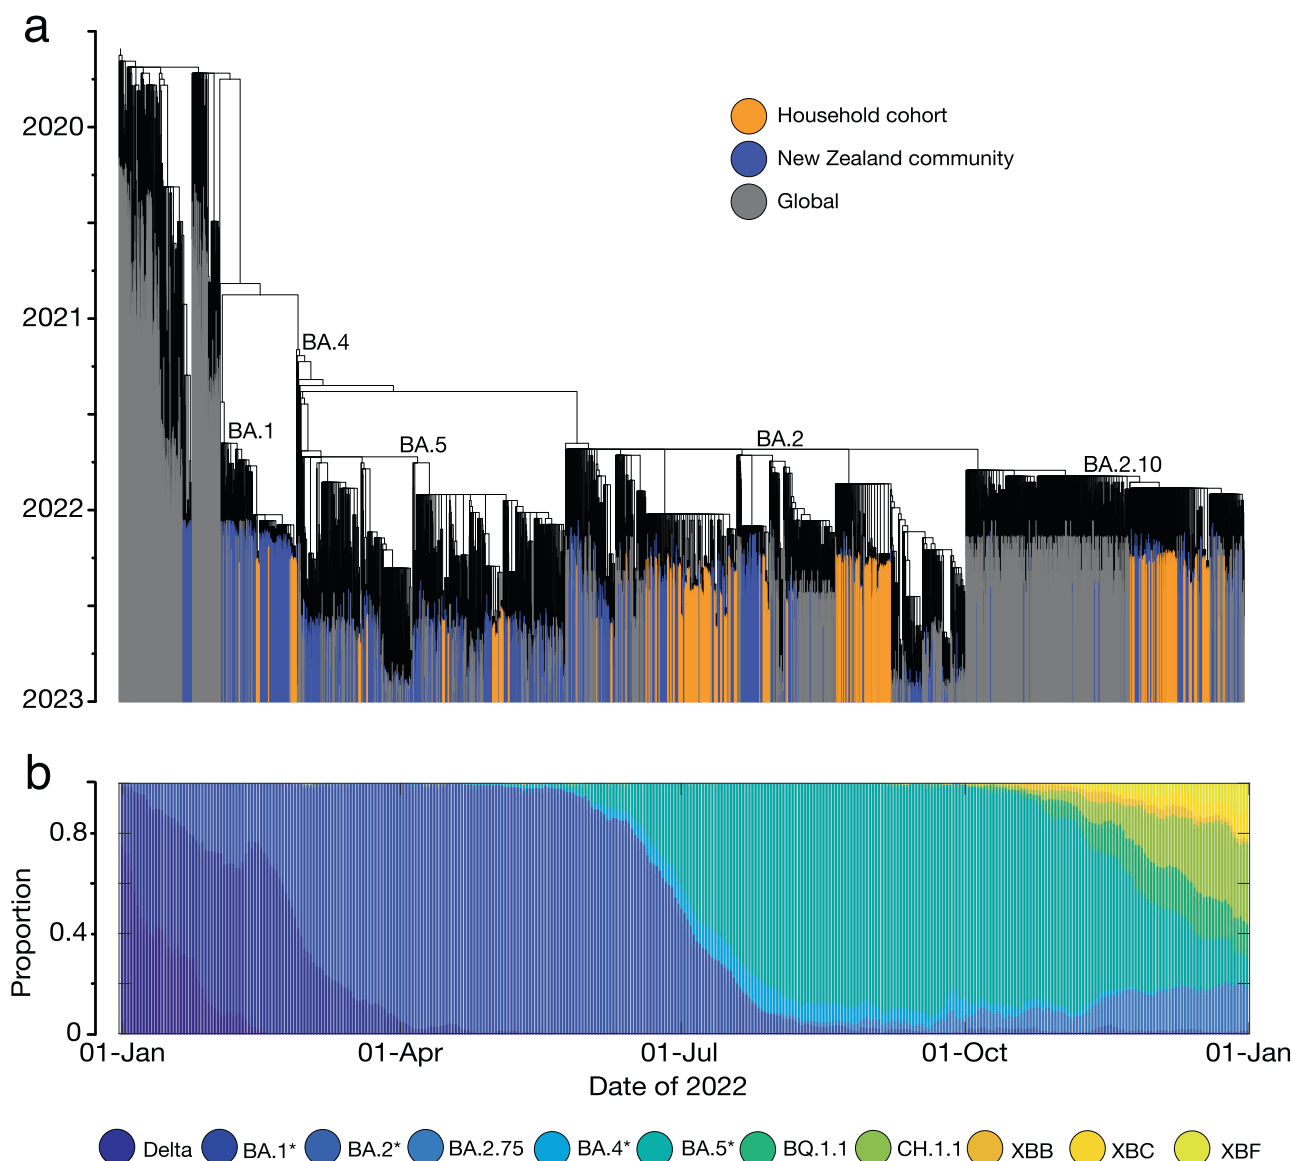 a
2020
2021
2022
2023
Household cohort
New Zealand community
Global
BA.4
BA.1
BA.5
BA.2
BA.2.10
b
Proportion
0.8
0.4
0
01-Jan 01-Apr 01-Jul 01-Oct 01-Jan
Date of 2022
Delta BA.1* BA.2* BA.2.75 BA.4* BA.5* BQ.1.1 CH.1.1 XBB XBC XBF